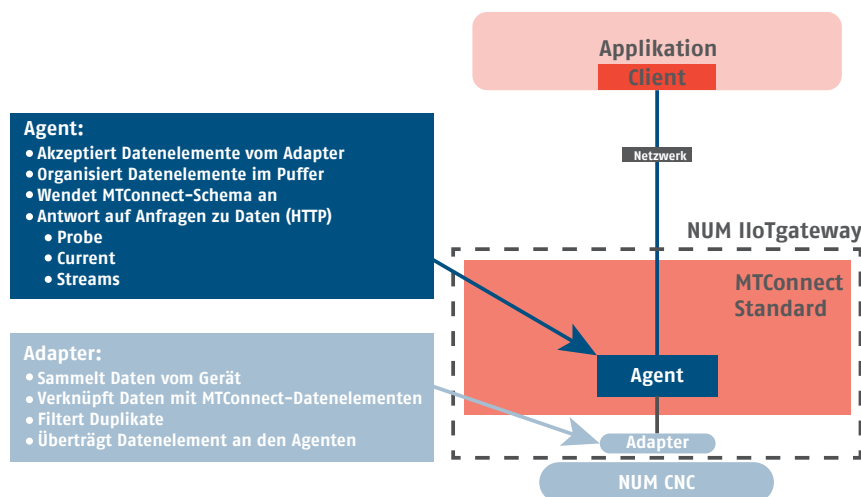 Applikation
Client
Netzwerk
Agent:
• Akzeptiert Datenelemente vom Adapter
• Organisiert Datenelemente im Puffer
• Wendet MTConnect-Schema an
• Antwort auf Anfragen zu Daten (HTTP)
• Probe
• Current
• Streams
NUM IIoTgateway
MTConnect
Standard
Agent
Adapter:
• Sammelt Daten vom Gerät
• Verknüpft Daten mit MTConnect-Datenelementen
• Filtert Duplikate
• Überträgt Datenelement an den Agenten
Adapter
NUM CNC